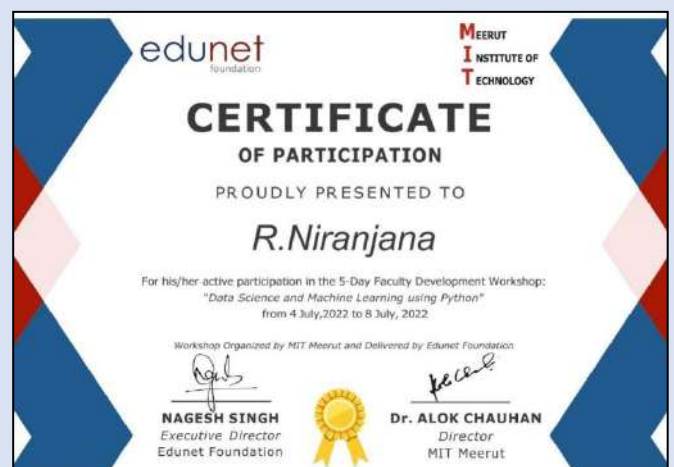 edunet
foundation
MEERUT
INSTITUTE OF
TECHNOLOGY
CERTIFICATE
OF PARTICIPATION
PROUDLY PRESENTED TO
R.Niranjana
For his/her active participation in the 5-Day Faculty Development Workshop:
"Data Science and Machine Learning using Python"
from 4 July,2022 to 8 July, 2022
Workshop Organized by MIT Meerut and Delivered by Edunet Foundation
NAGESH SINGH
Executive Director
Edunet Foundation
Dr. ALOK CHAUHAN
Director
MIT Meerut